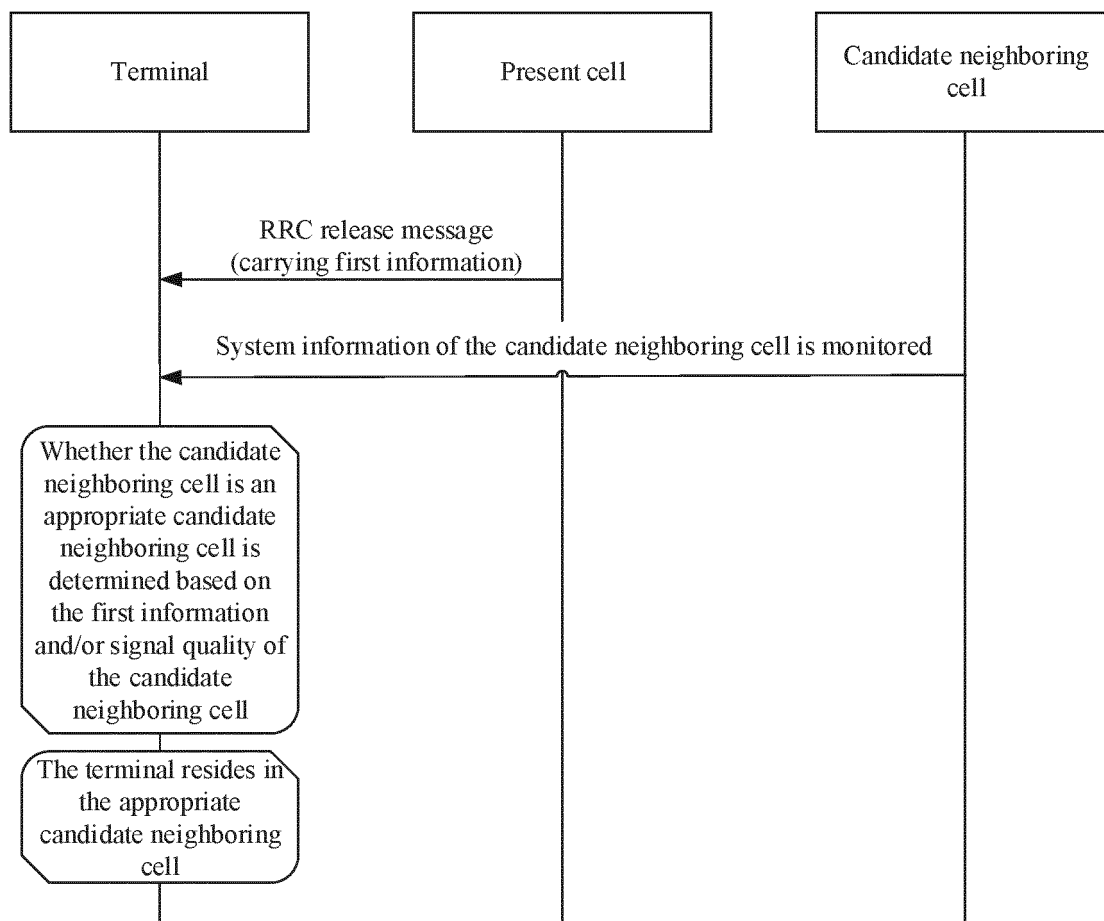 Terminal
Present cell
Candidate neighboring
cell
RRC release message
(carrying first information)
System information of the candidate neighboring cell is monitored
Whether the candidate
neighboring cell is an
appropriate candidate
neighboring cell is
determined based on
the first information
and/or signal quality of
the candidate
neighboring cell
The terminal resides in
the appropriate
candidate neighboring
cell